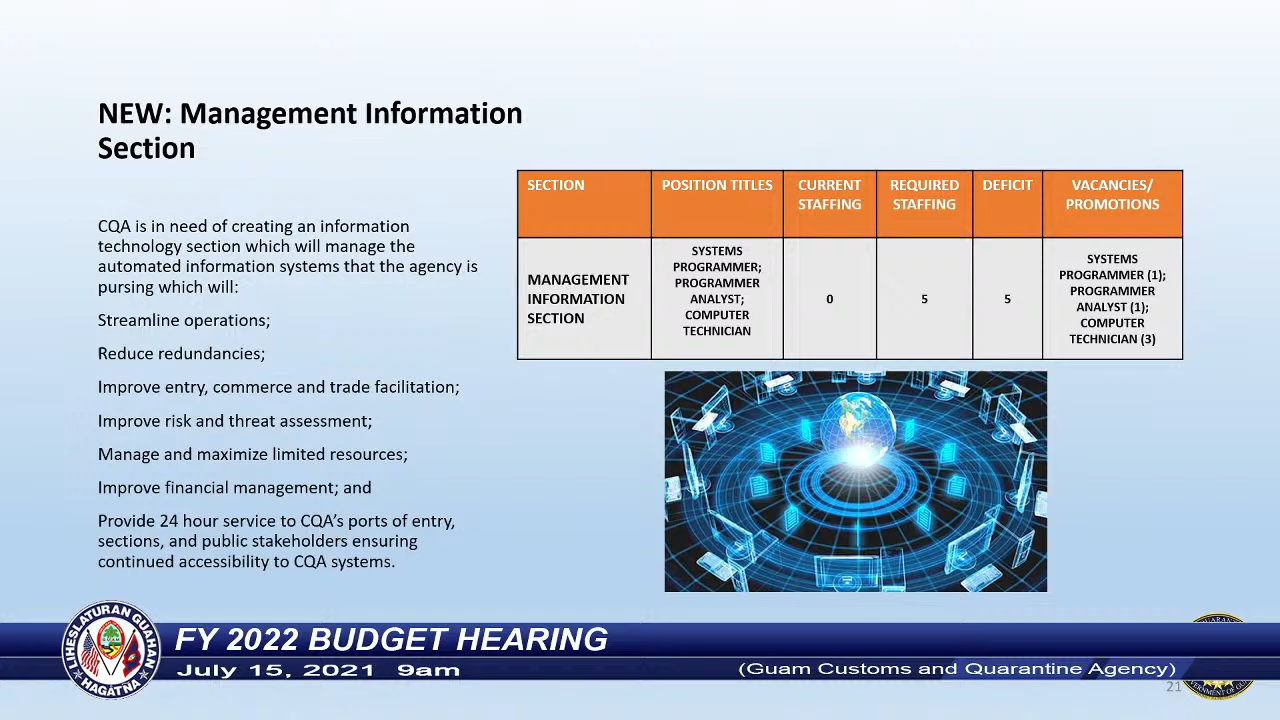 NEW: Management Information
Section
CQA is in need of creating an information
technology section which will manage the
automated information systems that the agency is
pursing which will:
Streamline operations;
Reduce redundancies;
Improve entry, commerce and trade facilitation;
Improve risk and threat assessment;
Manage and maximize limited resources;
Improve financial management; and
Provide 24 hour service to CQA's ports of entry,
sections, and public stakeholders ensuring
continued accessibility to CQA systems.
SECTION
POSITION TITLES
CURRENT
STAFFING
REQUIRED
STAFFING
DEFICIT
VACANCIES/
PROMOTIONS
MANAGEMENT
INFORMATION
SECTION
SYSTEMS
PROGRAMMER;
PROGRAMMER
ANALYST;
COMPUTER
TECHNICIAN
0
5
5
SYSTEMS
PROGRAMMER (1);
PROGRAMMER
ANALYST (1);
COMPUTER
TECHNICIAN (3)
LIHESLATURAN GUAHAN
GUAM
HAGÅTÑA
FY 2022 BUDGET HEARING
July 15, 2021 9am
(Guam Customs and Quarantine Agency)
21